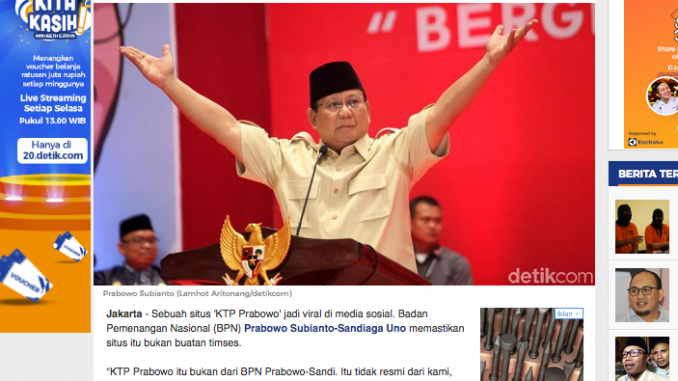 KITA
KASIH!
Menangkan
voucher belanja
ratusan juta rupiah
setiap minggunya
Live Streaming
Setiap Selasa
Pukul 13.00 WIB
Hanya di
20.detik.com
VOUCHER
VOUCHER
“ BERG
detikcom
Prabowo Subianto (Lamhot Aritonang/detikcom)
Jakarta - Sebuah situs 'KTP Prabowo' jadi viral di media sosial. Badan
Pemenangan Nasional (BPN) Prabowo Subianto-Sandiaga Uno memastikan
situs itu bukan buatan timses.
"KTP Prabowo itu bukan dari BPN Prabowo-Sandi. Itu tidak resmi dari kami,
Iklan
Share
Supported by
Electrolux
BERITA TER